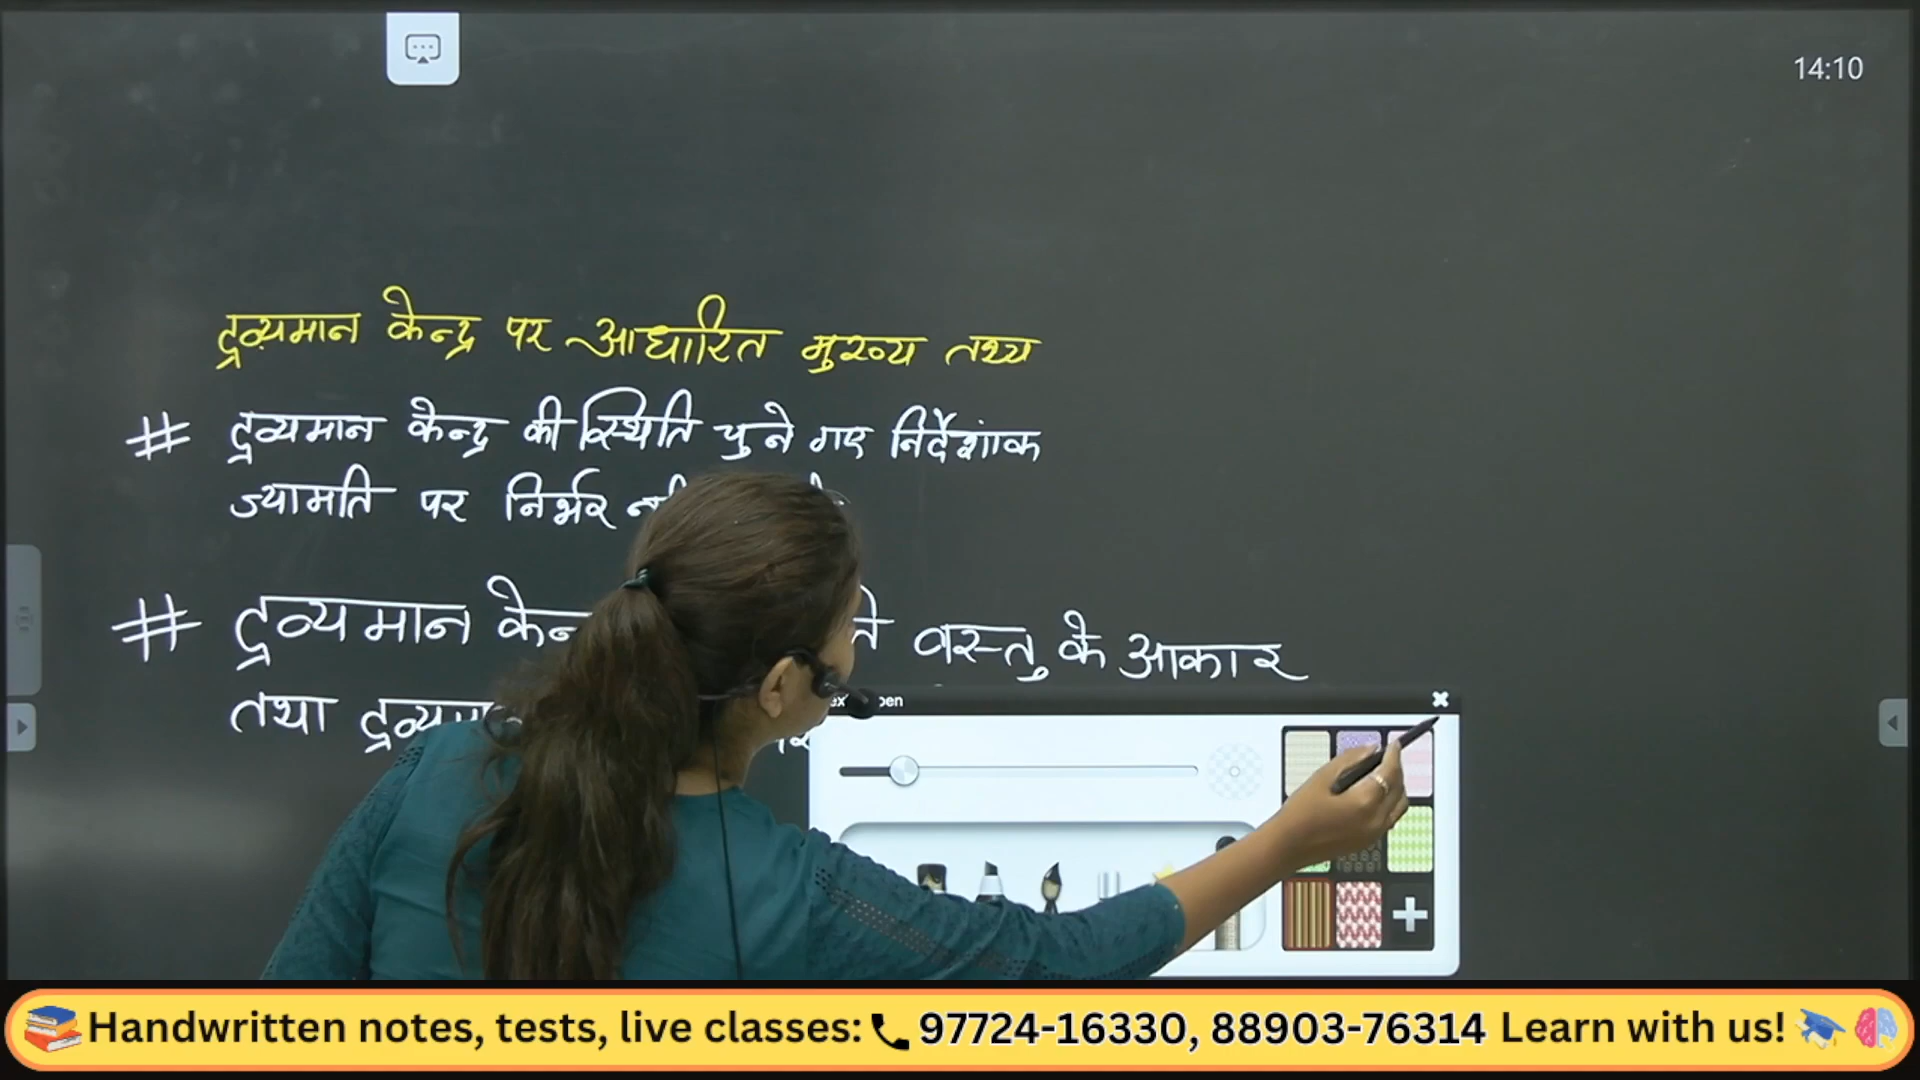 14:10
द्रव्यमान केन्द्र पर आधारित मुख्य तथ्य
# द्रव्यमान केन्द्र की स्थिति चुने गए निर्देशांक
ज्यामति पर निर्भर
# द्रव्यमान वस्तु के आकार
तथा
Handwritten notes, tests, live classes: 97724-16330, 88903-76314 Learn with us!